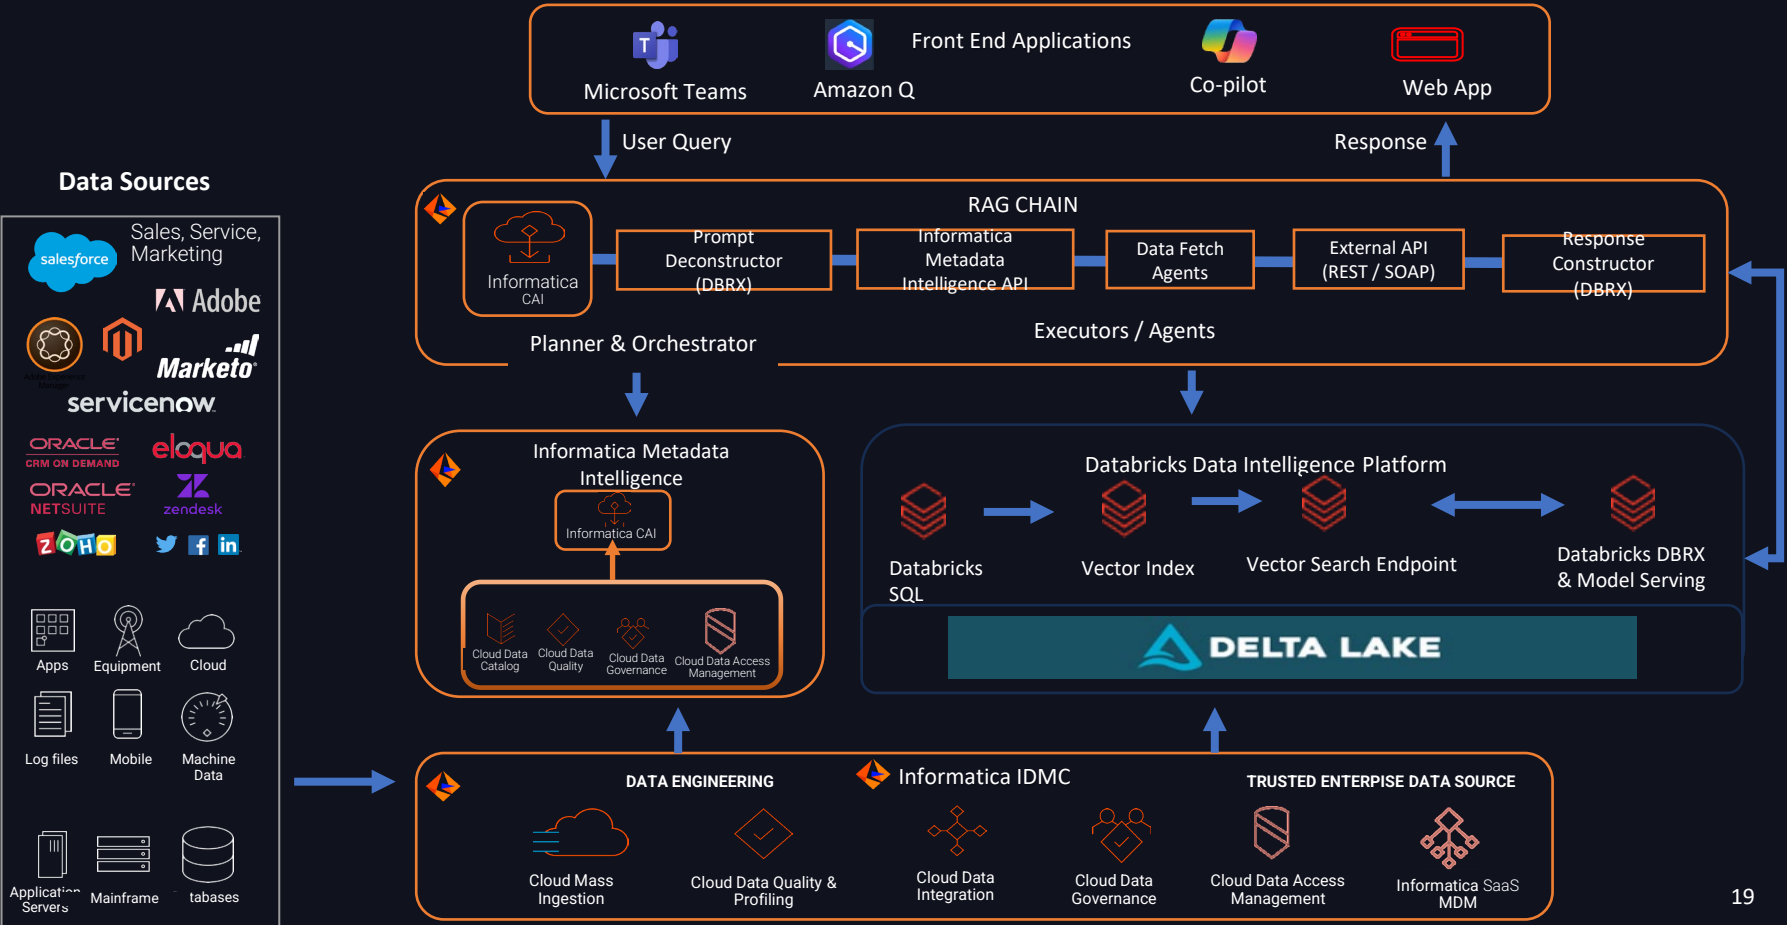 Front End Applications
Microsoft Teams
Amazon Q
Co-pilot
Web App
User Query
Response
Data Sources
salesforce
Sales, Service,
Marketing
Adobe
Marketo
servicenow
ORACLE
CRM ON DEMAND
eloqua
ORACLE
NETSUITE
zendesk
ZOHO
in
Apps
Equipment
Cloud
Log files
Mobile
Machine
Data
Application
Servers
Mainframe
tabases
RAG CHAIN
Informatica
CAI
Prompt
Deconstructor
(DBRX)
Informatica
Metadata
Intelligence API
Data Fetch
Agents
External API
(REST / SOAP)
Response
Constructor
(DBRX)
Planner & Orchestrator
Executors / Agents
Informatica Metadata
Intelligence
Informatica CAI
Cloud Data
Catalog
Cloud Data
Quality
Cloud Data
Governance
Cloud Data Access
Management
Databricks Data Intelligence Platform
Databricks
SQL
Vector Index
Vector Search Endpoint
Databricks DBRX
& Model Serving
DELTA LAKE
DATA ENGINEERING
Informatica IDMC
TRUSTED ENTERPISE DATA SOURCE
Cloud Mass
Ingestion
Cloud Data Quality &
Profiling
Cloud Data
Integration
Cloud Data
Governance
Cloud Data Access
Management
Informatica SaaS
MDM
19